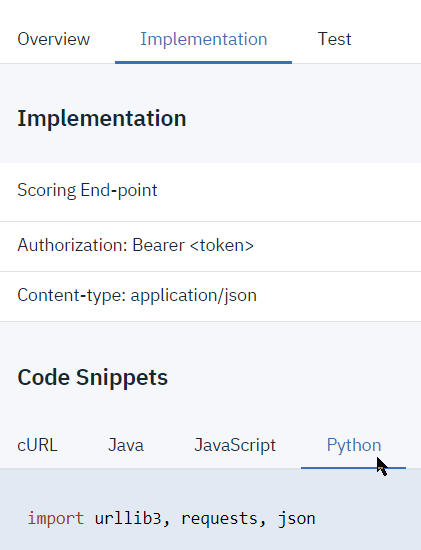 Overview Implementation Test
Implementation
Scoring End-point
Authorization: Bearer <token>
Content-type: application/json
Code Snippets
cURL Java JavaScript Python
import urllib3, requests, json